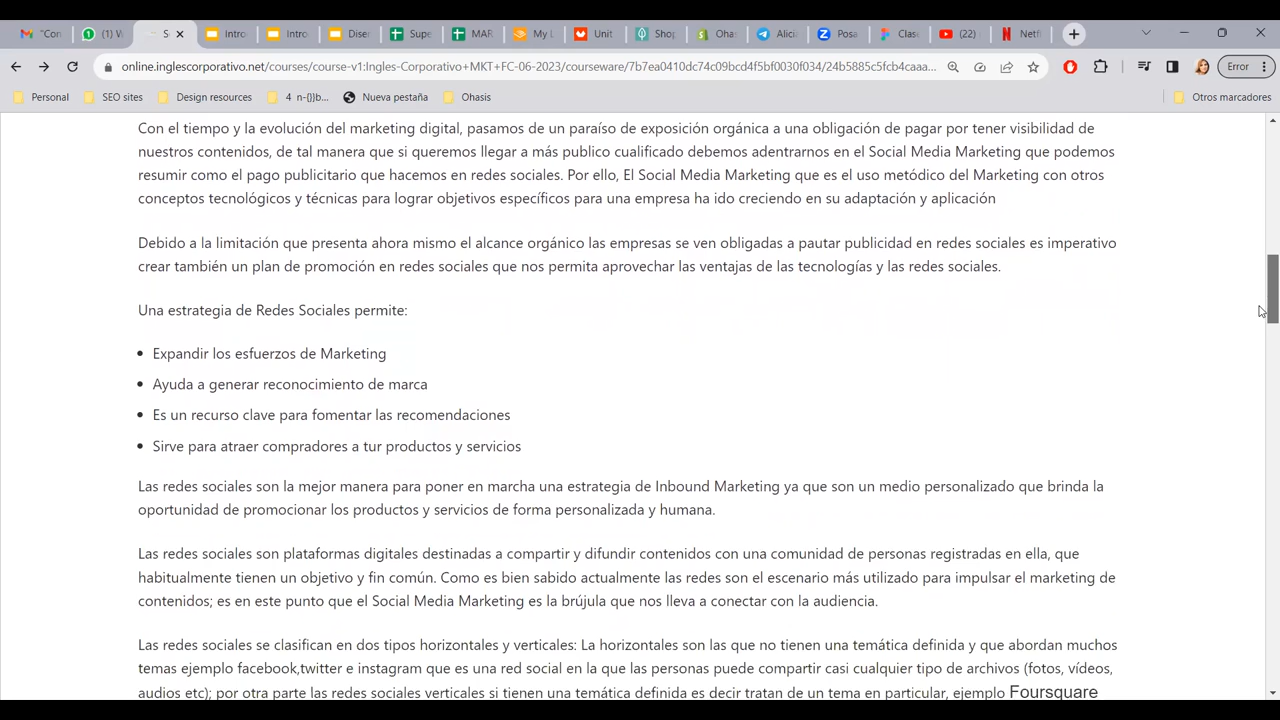 "Con
(1) V
S
Intro
Intro
Diser
Supe
MAR
My L
Unit
Shop
Ohas
Alicia
Posa
Clase
(22)
Netfl
online.inglescorporativo.net/courses/course-v1:Ingles-Corporativo+MKT+FC-06-2023/courseware/7b7ea0410dc74c09bcd4f5bf0030f034/24b5885c5fcb4caaa...
Error
Personal
SEO sites
Design resources
4 n-{}}b...
Nueva pestaña
Ohasis
Otros marcadores
Con el tiempo y la evolución del marketing digital, pasamos de un paraíso de exposición orgánica a una obligación de pagar por tener visibilidad de
nuestros contenidos, de tal manera que si queremos llegar a más publico cualificado debemos adentrarnos en el Social Media Marketing que podemos
resumir como el pago publicitario que hacemos en redes sociales. Por ello, El Social Media Marketing que es el uso metódico del Marketing con otros
conceptos tecnológicos y técnicas para lograr objetivos específicos para una empresa ha ido creciendo en su adaptación y aplicación
Debido a la limitación que presenta ahora mismo el alcance orgánico las empresas se ven obligadas a pautar publicidad en redes sociales es imperativo
crear también un plan de promoción en redes sociales que nos permita aprovechar las ventajas de las tecnologías y las redes sociales.
Una estrategia de Redes Sociales permite:
• Expandir los esfuerzos de Marketing
• Ayuda a generar reconocimiento de marca
• Es un recurso clave para fomentar las recomendaciones
• Sirve para atraer compradores a tur productos y servicios
Las redes sociales son la mejor manera para poner en marcha una estrategia de Inbound Marketing ya que son un medio personalizado que brinda la
oportunidad de promocionar los productos y servicios de forma personalizada y humana.
Las redes sociales son plataformas digitales destinadas a compartir y difundir contenidos con una comunidad de personas registradas en ella, que
habitualmente tienen un objetivo y fin común. Como es bien sabido actualmente las redes son el escenario más utilizado para impulsar el marketing de
contenidos; es en este punto que el Social Media Marketing es la brújula que nos lleva a conectar con la audiencia.
Las redes sociales se clasifican en dos tipos horizontales y verticales: La horizontales son las que no tienen una temática definida y que abordan muchos
temas ejemplo facebook,twitter e instagram que es una red social en la que las personas puede compartir casi cualquier tipo de archivos (fotos, vídeos,
audios etc); por otra parte las redes sociales verticales si tienen una temática definida es decir tratan de un tema en particular, ejemplo Foursquare